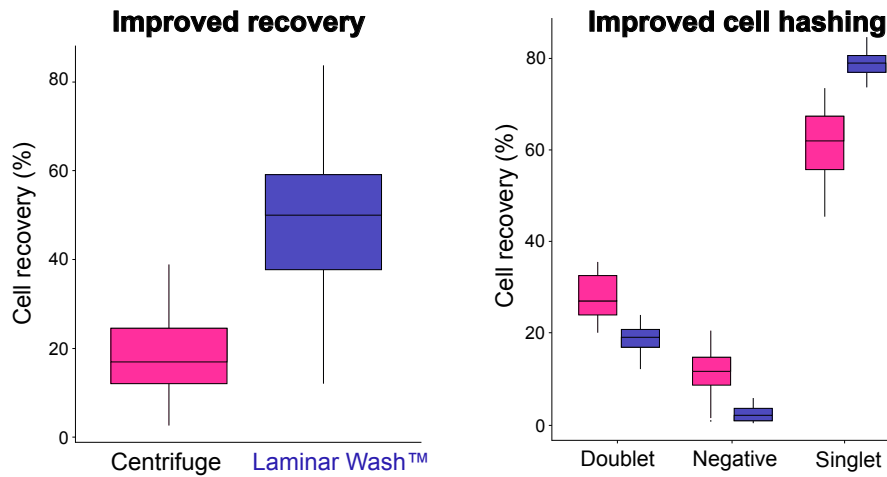 Improved recovery
Cell recovery (%)
80
60
40
20
0
Centrifuge
Laminar Wash™
Improved cell hashing
Cell recovery (%)
80
60
40
20
0
Doublet
Negative
Singlet